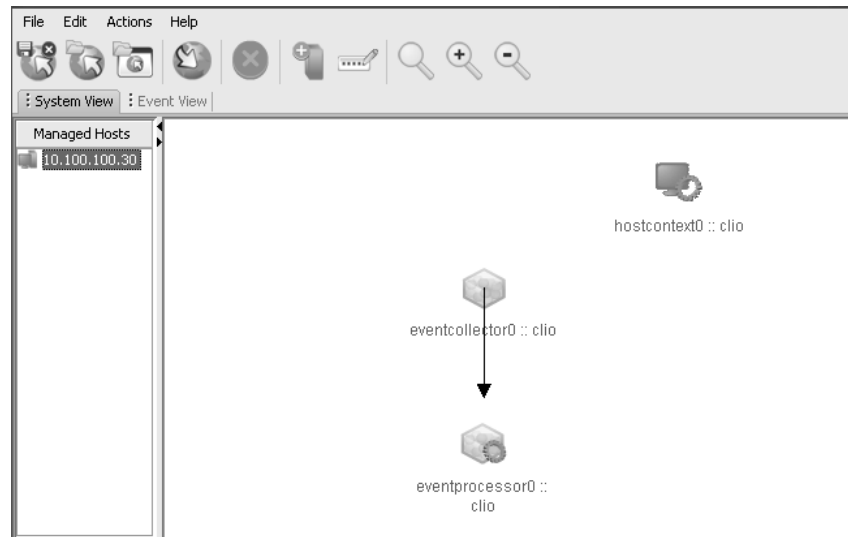 File Edit Actions Help
System View Event View
Managed Hosts
10.100.100.30
hostcontext0 :: clio
eventcollector0 :: clio
eventprocessor0 ::
clio